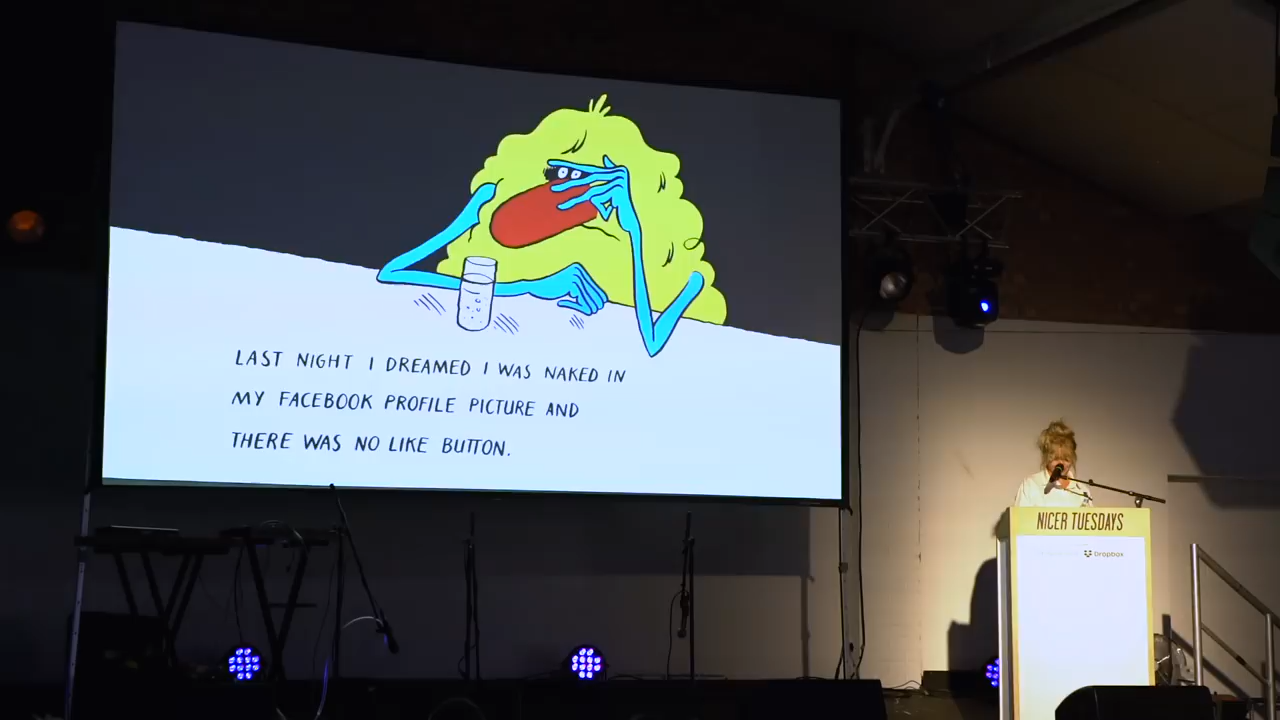 LAST NIGHT I DREAMED I WAS NAKED IN
MY FACEBOOK PROFILE PICTURE AND
THERE WAS NO LIKE BUTTON.
NICER TUESDAYS
Dropbox